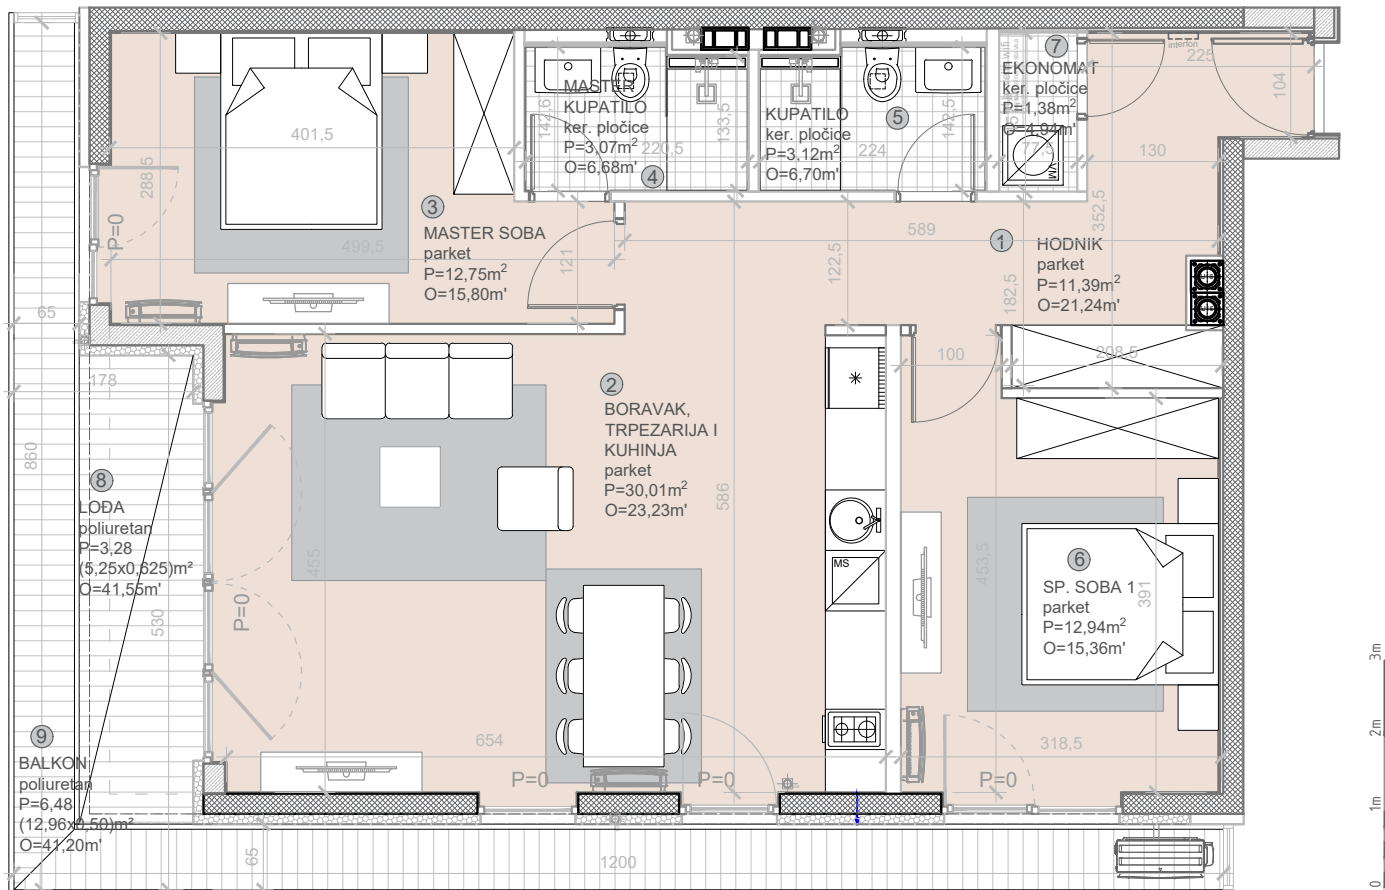 7
EKONOMAT
ker. pločice
P=1,38m²
O=4,94m'
interfon
225
104
130
77,5
VM
MASTER
KUPATILO
ker. pločice
P=3,07m²
O=6,68m'
4
142,6
220,5
133,5
KUPATILO
ker. pločice
P=3,12m²
O=6,70m'
5
142,5
224
401,5
288,5
P=0
3
MASTER SOBA
parket
P=12,75m²
O=15,80m'
499,5
121
589
122,5
352,5
182,5
1
HODNIK
parket
P=11,39m²
O=21,24m'
100
208,5
65
178
860
2
BORAVAK,
TRPEZARIJA I
KUHINJA
parket
P=30,01m²
O=23,23m'
586
455
MS
8
LOĐA
poliuretan
P=3,28
(5,25x0,625)m²
O=41,55m'
530
P=0
6
SP. SOBA 1
parket
P=12,94m²
O=15,36m'
453,5
391
318,5
654
P=0
P=0
P=0
9
BALKON
poliuretan
P=6,48
(12,96x0,50)m²
O=41,20m'
65
1200
3m
2m
1m
0